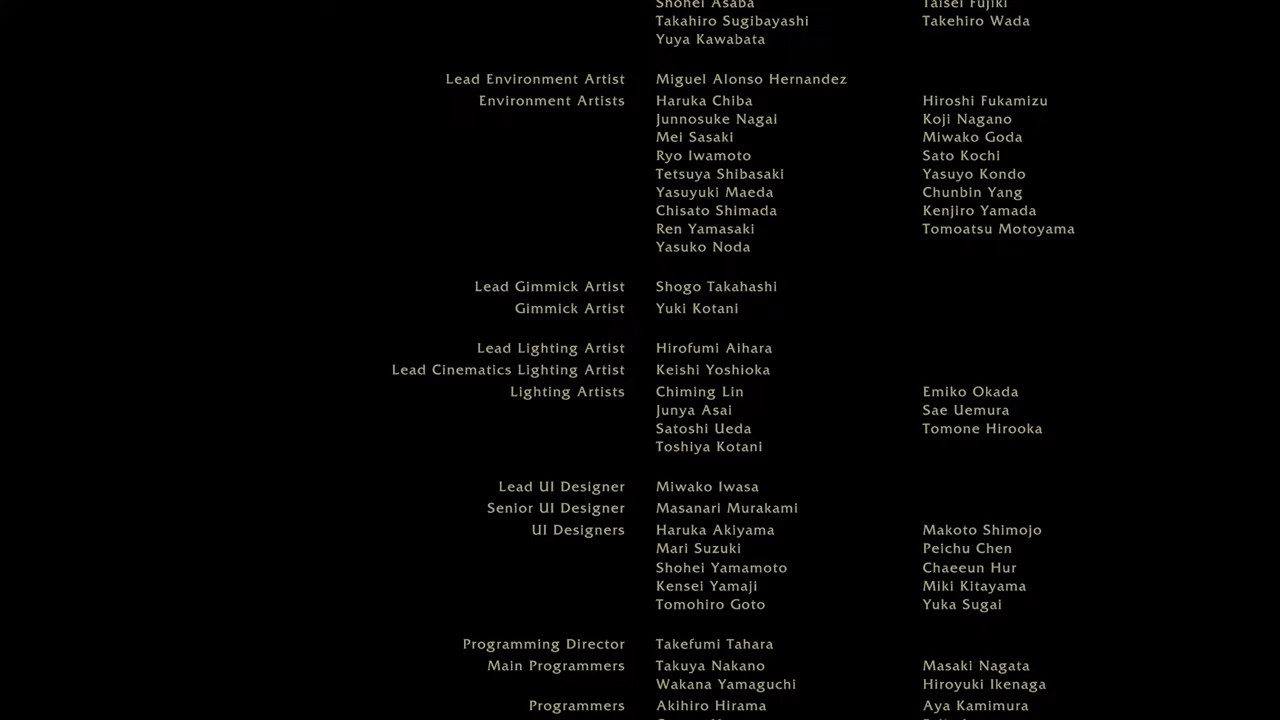 Shohei Asaba Taisei Fujiki
Takahiro Sugibayashi Takehiro Wada
Yuya Kawabata
Lead Environment Artist Miguel Alonso Hernandez
Environment Artists Haruka Chiba Hiroshi Fukamizu
Junnosuke Nagai Koji Nagano
Mei Sasaki Miwako Goda
Ryo Iwamoto Sato Kochi
Tetsuya Shibasaki Yasuyo Kondo
Yasuyuki Maeda Chunbin Yang
Chisato Shimada Kenjiro Yamada
Ren Yamasaki Tomoatsu Motoyama
Yasuko Noda
Lead Gimmick Artist Shogo Takahashi
Gimmick Artist Yuki Kotani
Lead Lighting Artist Hirofumi Aihara
Lead Cinematics Lighting Artist Keishi Yoshioka
Lighting Artists Chiming Lin Emiko Okada
Junya Asai Sae Uemura
Satoshi Ueda Tomone Hirooka
Toshiya Kotani
Lead UI Designer Miwako Iwasa
Senior UI Designer Masanari Murakami
UI Designers Haruka Akiyama Makoto Shimojo
Mari Suzuki Peichu Chen
Shohei Yamamoto Chaeeun Hur
Kensei Yamaji Miki Kitayama
Tomohiro Goto Yuka Sugai
Programming Director Takefumi Tahara
Main Programmers Takuya Nakano Masaki Nagata
Wakana Yamaguchi Hiroyuki Ikenaga
Programmers Akihiro Hirama Aya Kamimura